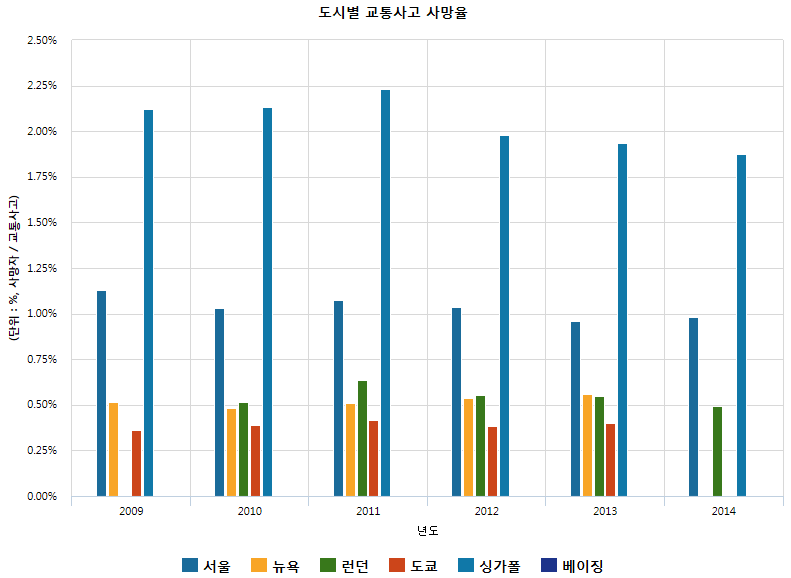 도시별 교통사고 사망율
2.50%
2.25%
2.00%
1.75%
1.50%
1.25%
1.00%
0.75%
0.50%
0.25%
0.00%
(단위 : %, 사망자 / 교통사고)
2009 2010 2011 2012 2013 2014
년도
서울 뉴욕 런던 도쿄 싱가폴 베이징